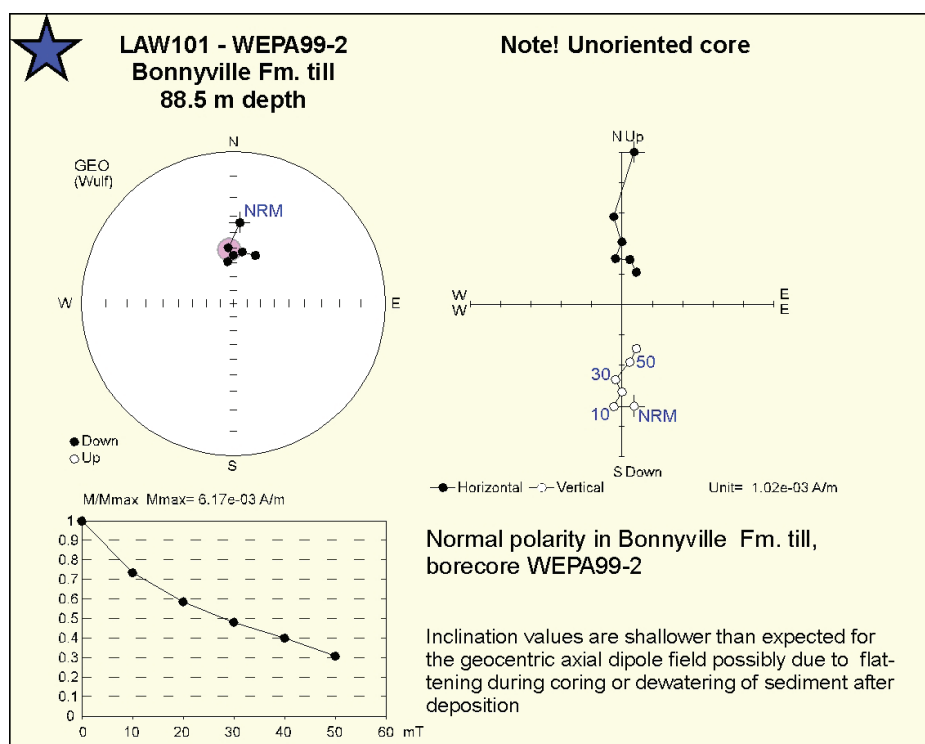 LAW101 - WEPA99-2
Bonnyville Fm. till
88.5 m depth
Note! Unoriented core
GEO
(Wulf)
N
NRM
W
E
S
Down
Up
N Up
W
W
E
E
30
50
10
NRM
S Down
Horizontal
Vertical
Unit= 1.02e-03 A/m
M/Mmax Mmax= 6.17e-03 A/m
1
0.9
0.8
0.7
0.6
0.5
0.4
0.3
0.2
0.1
0
0 10 20 30 40 50 60 mT
Normal polarity in Bonnyville Fm. till,
borecore WEPA99-2
Inclination values are shallower than expected for
the geocentric axial dipole field possibly due to flat-
tening during coring or dewatering of sediment after
deposition